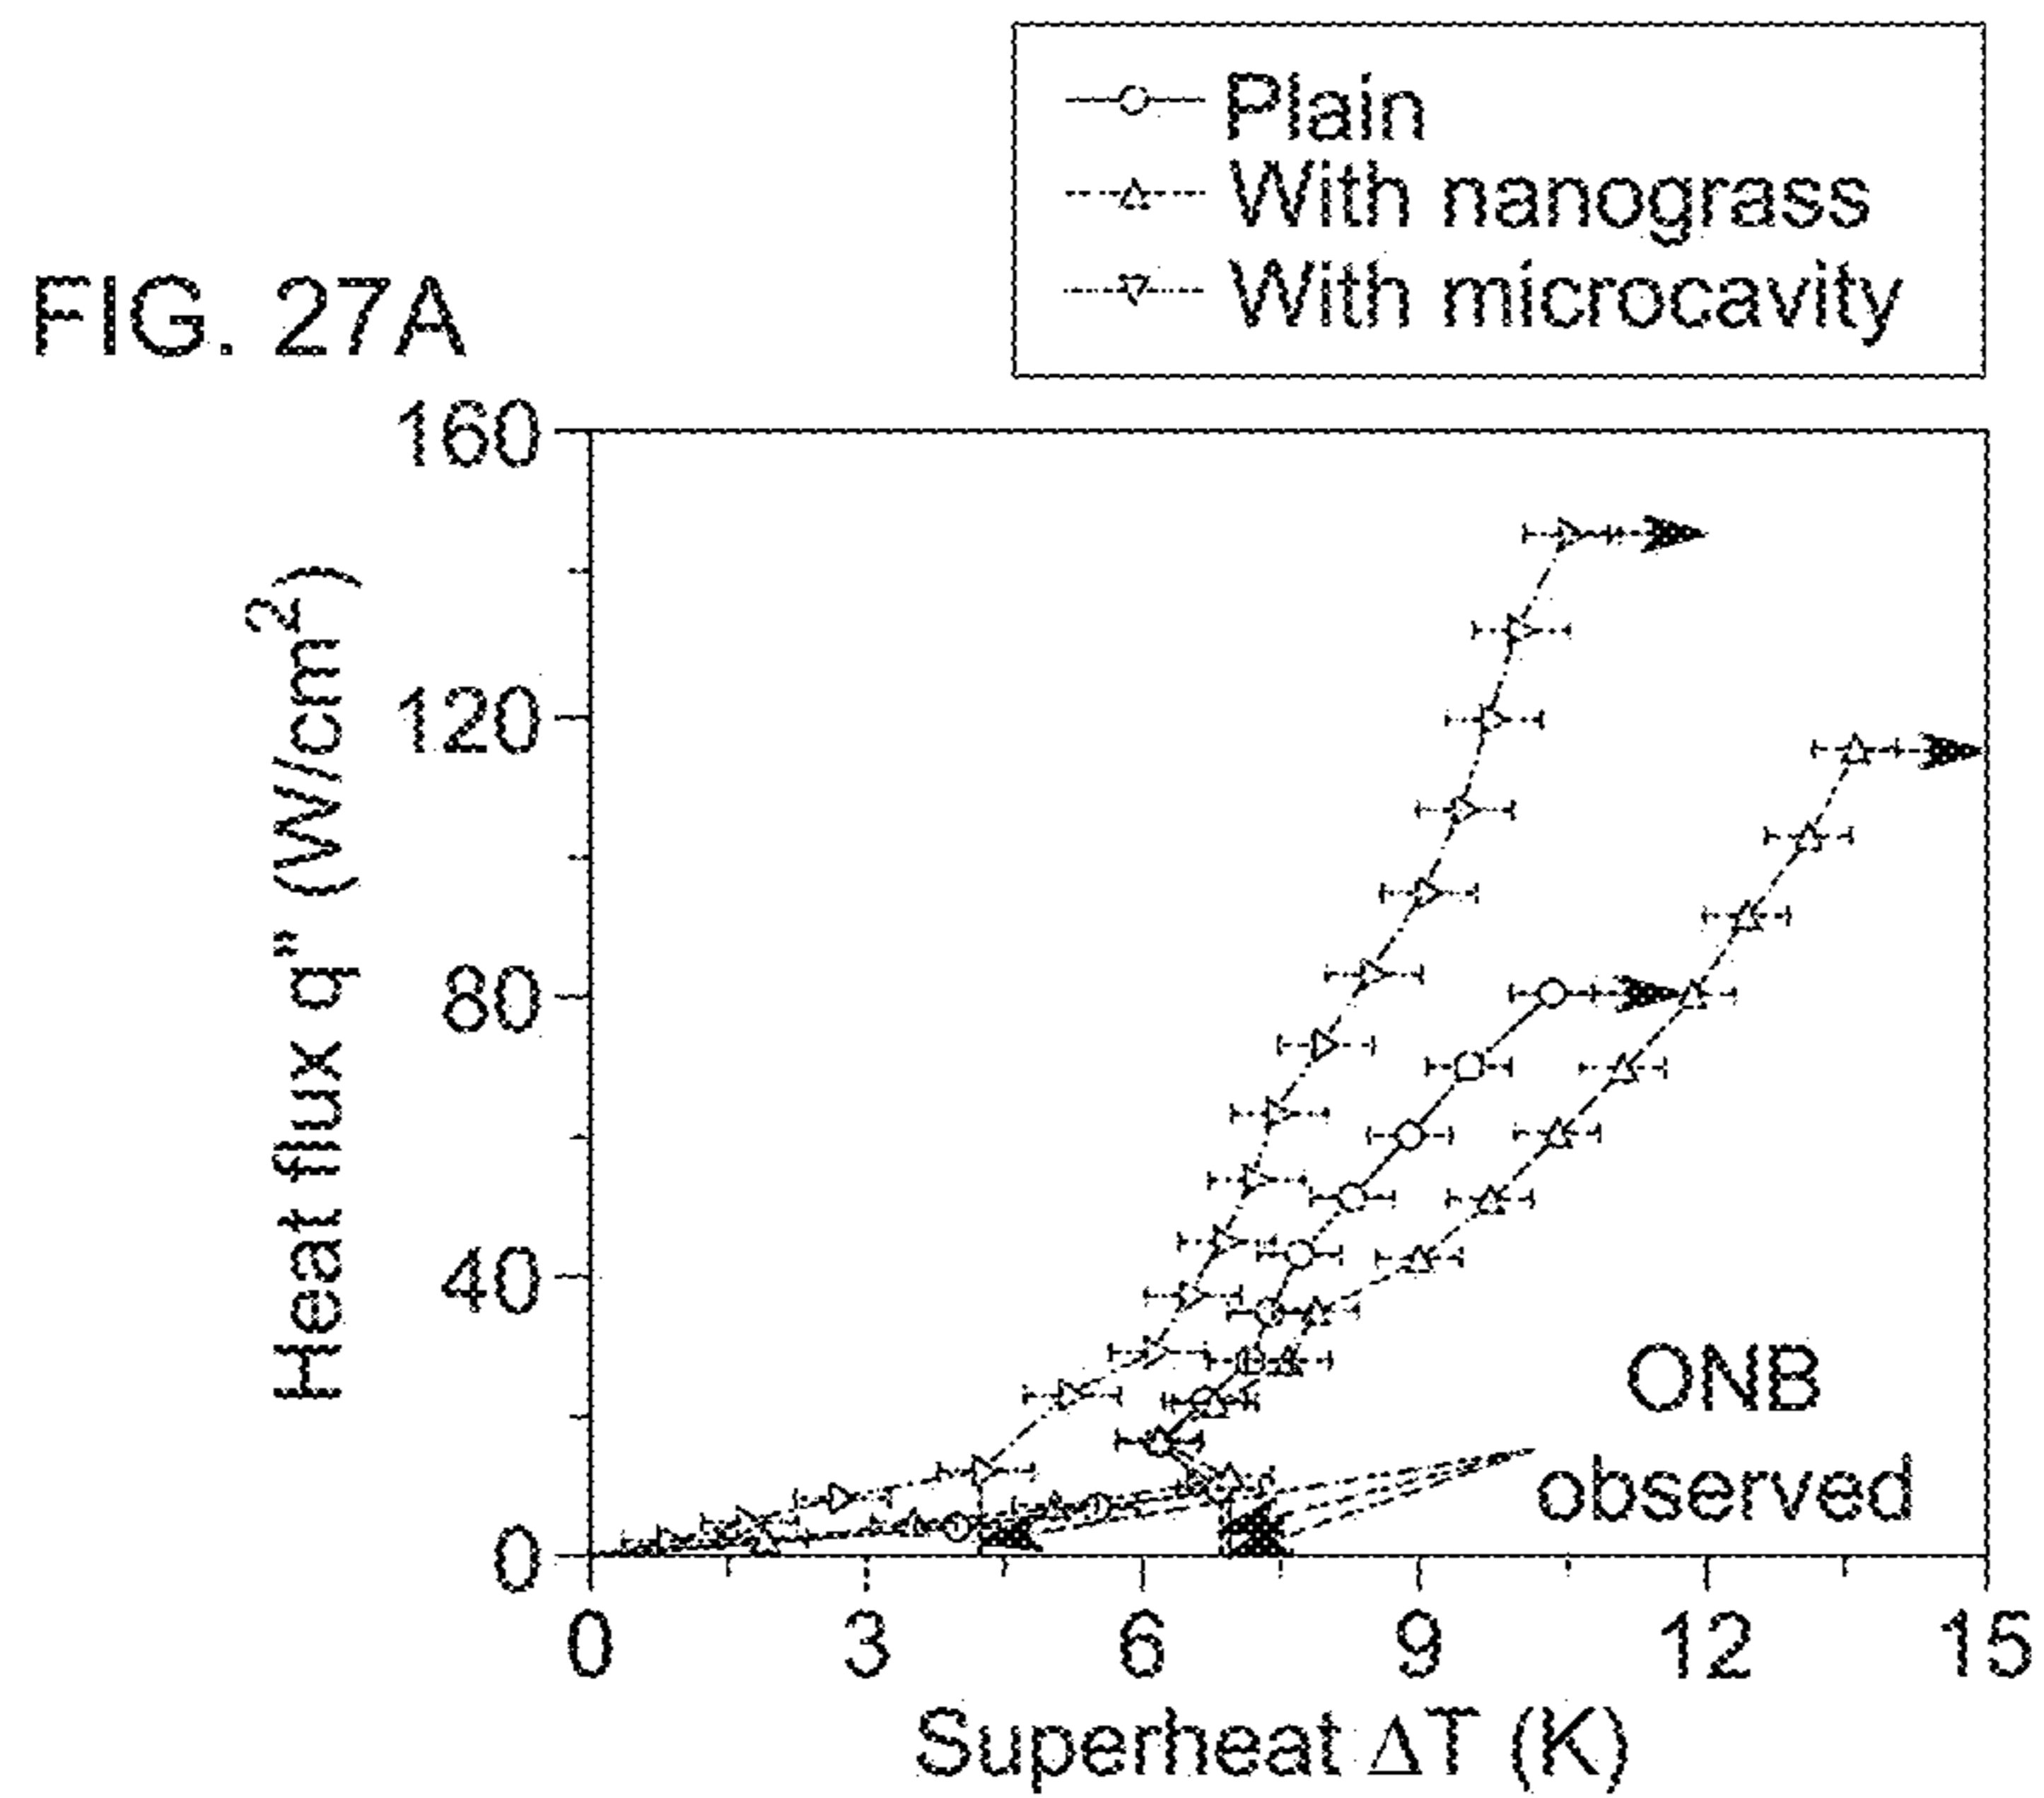 Plain
With nanograss
With microcavity
FIG. 27A
160
120
80
40
0
Heat flux q" (W/cm²)
ONB
observed
0 3 6 9 12 15
Superheat ΔT (K)